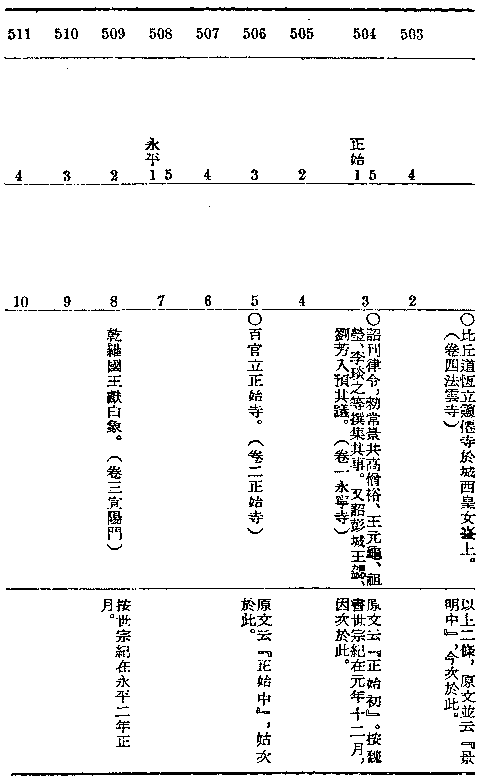 511 510 509 508 507 506 505 504 503
永平 正始
4 3 2 1 5 4 3 2 1 5 4
10 9 8 7 6 5 4 3 2
〇比丘道恆立靈僊寺於城西皇女臺上。
(卷四法雲寺)
〇詔刊律令,勑常景共高僧裕、王元龜、祖
瑩、李琰之等撰集其事。又詔彭城王勰、
劉芳入預其議。(卷一永寧寺)
〇百官立正始寺。(卷二正始寺)
乾羅國王獻白象。(卷三宣陽門)
以上二條,原文並云『景
明中』,今次於此。
原文云『正始初』。按魏
書世宗紀在元年十二月,
因次於此。
原文云『正始中』,姑次
於此。
按世宗紀在永平二年正
月。